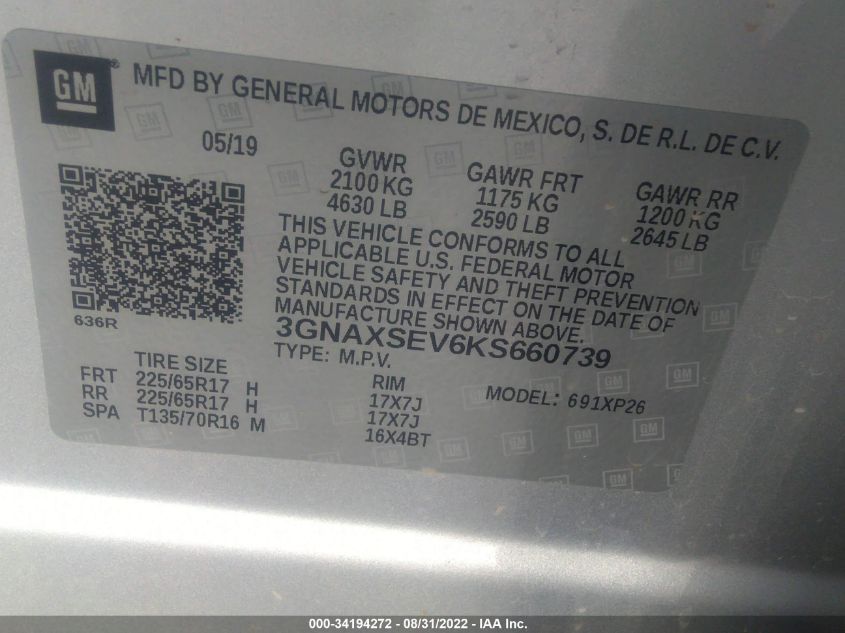 GM
MFD BY GENERAL MOTORS DE MEXICO, S. DE R.L. DE C.V.
05/19
GVWR
2100 KG
4630 LB
GAWR FRT
1175 KG
2590 LB
GAWR RR
1200 KG
2645 LB
THIS VEHICLE CONFORMS TO ALL
APPLICABLE U.S. FEDERAL MOTOR
VEHICLE SAFETY AND THEFT PREVENTION
STANDARDS IN EFFECT ON THE DATE OF
MANUFACTURE SHOWN ABOVE.
636R
3GNAXSEV6KS660739
TYPE: M.P.V.
MODEL: 691XP26
TIRE SIZE
RIM
FRT 225/65R17 H 17X7J
RR 225/65R17 H 17X7J
SPA T135/70R16 M 16X4BT
000-34194272 - 08/31/2022 - IAA Inc.